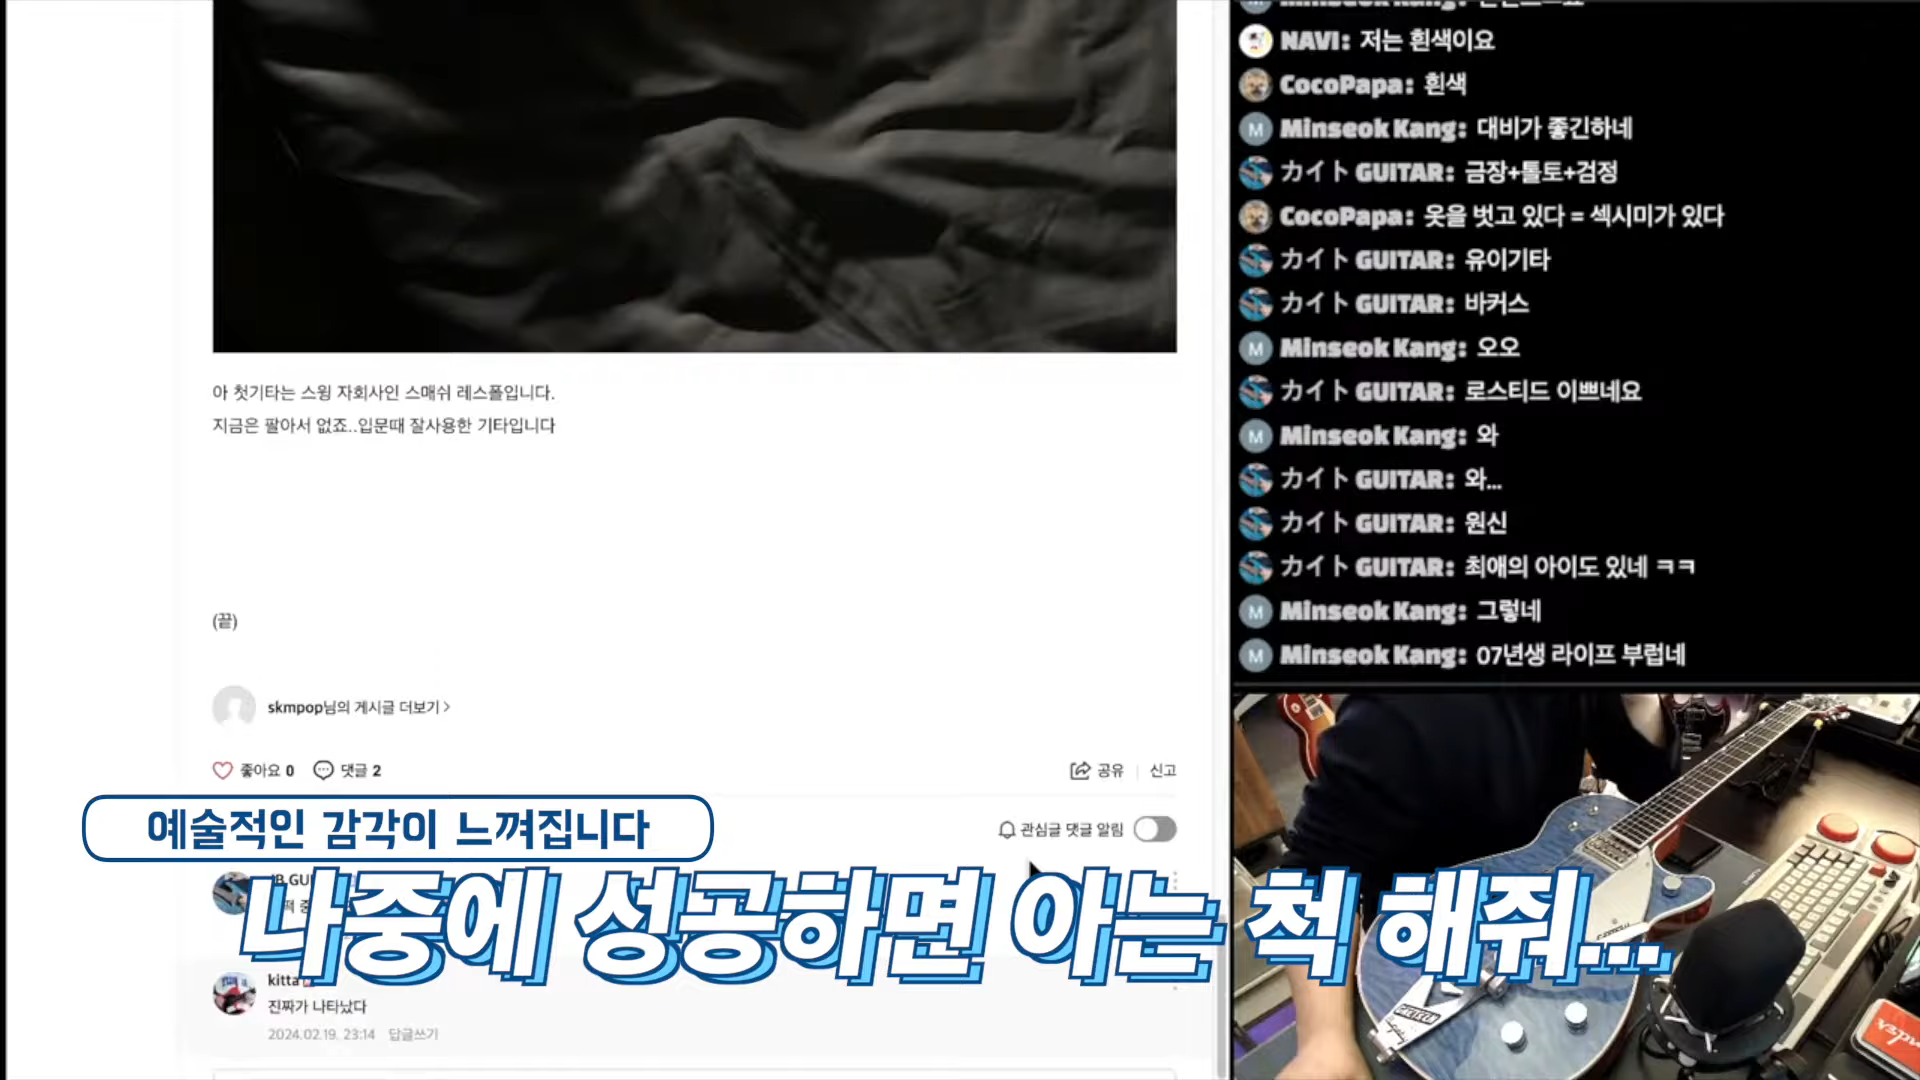 아 첫기타는 스윙 자회사인 스매쉬 레스폴입니다.
지금은 팔아서 없죠..입문때 잘사용한 기타입니다
(끝)
skmpop님의 게시글 더보기 >
좋아요 0 댓글 2
공유 신고
관심글 댓글 알림
예술적인 감각이 느껴집니다
나중에 성공하면 아는 척 해줘...
kitta
진짜가 나타났다
2024.02.19. 23:14 답글쓰기
Minseok Kang:
NAVI: 저는 흰색이요
CocoPapa: 흰색
Minseok Kang: 대비가 좋긴하네
カイト GUITAR: 금장+톨토+검정
CocoPapa: 옷을 벗고 있다 = 섹시미가 있다
カイト GUITAR: 유이기타
カイト GUITAR: 바커스
Minseok Kang: 오오
カイト GUITAR: 로스티드 이쁘네요
Minseok Kang: 와
カイト GUITAR: 와...
カイト GUITAR: 원신
カイト GUITAR: 최애의 아이도 있네 ㅋㅋ
Minseok Kang: 그렇네
Minseok Kang: 07년생 라이프 부럽네
GRETSCH